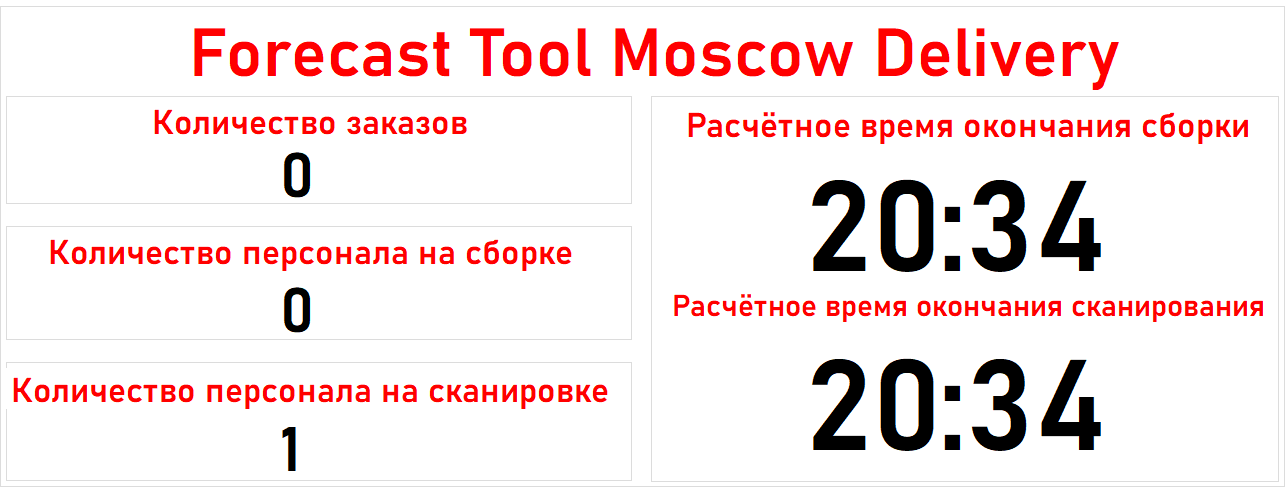 Forecast Tool Moscow Delivery
Количество заказов
0
Количество персонала на сборке
0
Количество персонала на сканировке
1
Расчётное время окончания сборки
20:34
Расчётное время окончания сканирования
20:34